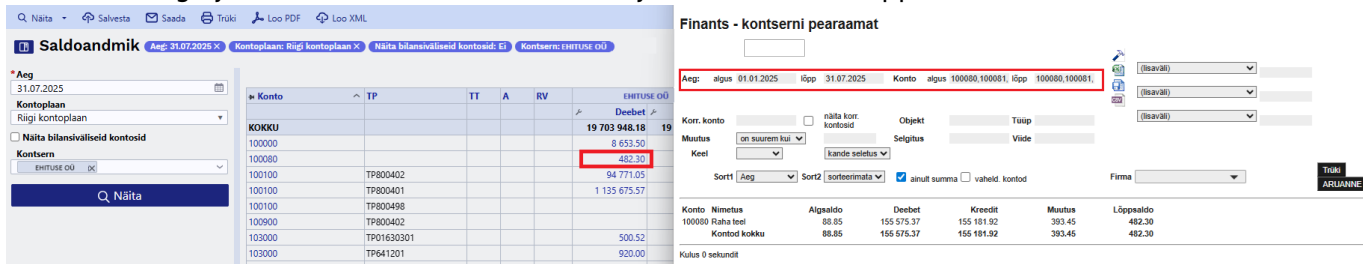 Näita Salvesta Saada Trüki Loo PDF Loo XML
Saldoandmik Aeg: 31.07.2025 × Kontoplaan: Riigi kontoplaan × Näita bilansiväliseid kontosid: Ei Kontsern: EHITUSE OÜ
* Aeg
31.07.2025
Kontoplaan
Riigi kontoplaan
Näita bilansiväliseid kontosid
Kontsern
EHITUSE OÜ
Näita
Konto TP TT A RV EHITUSE OÜ
Deebet
KOKKU 19 703 948.18 19
100000 8 653.50
100080 482.30
100100 TP800402 94 771.05
100100 TP800401 1 135 675.57
100100 TP800498
100900 TP800402
103000 TP01630301 500.52
103000 TP641201 920.00
Finants - kontserni pearaamat
Aeg: algus 01.01.2025 lõpp 31.07.2025 Konto algus 100080,100081, lõpp 100080,100081,
(lisaväli)
(lisaväli)
(lisaväli)
Korr. konto näita korr. kontosid Objekt Tüüp
Muutus on suurem kui Selgitus Viide
Keel kande seletus
Sort1 Aeg Sort2 sorteerimata ainult summa vaheld. kontod Firma
Trüki
ARUANNE
Konto Nimetus Algsaldo Deebet Kreedit Muutus Lõppsaldo
100080 Raha teel 88.85 155 575.37 155 181.92 393.45 482.30
Kontod kokku 88.85 155 575.37 155 181.92 393.45 482.30
Kulus 0 sekundit